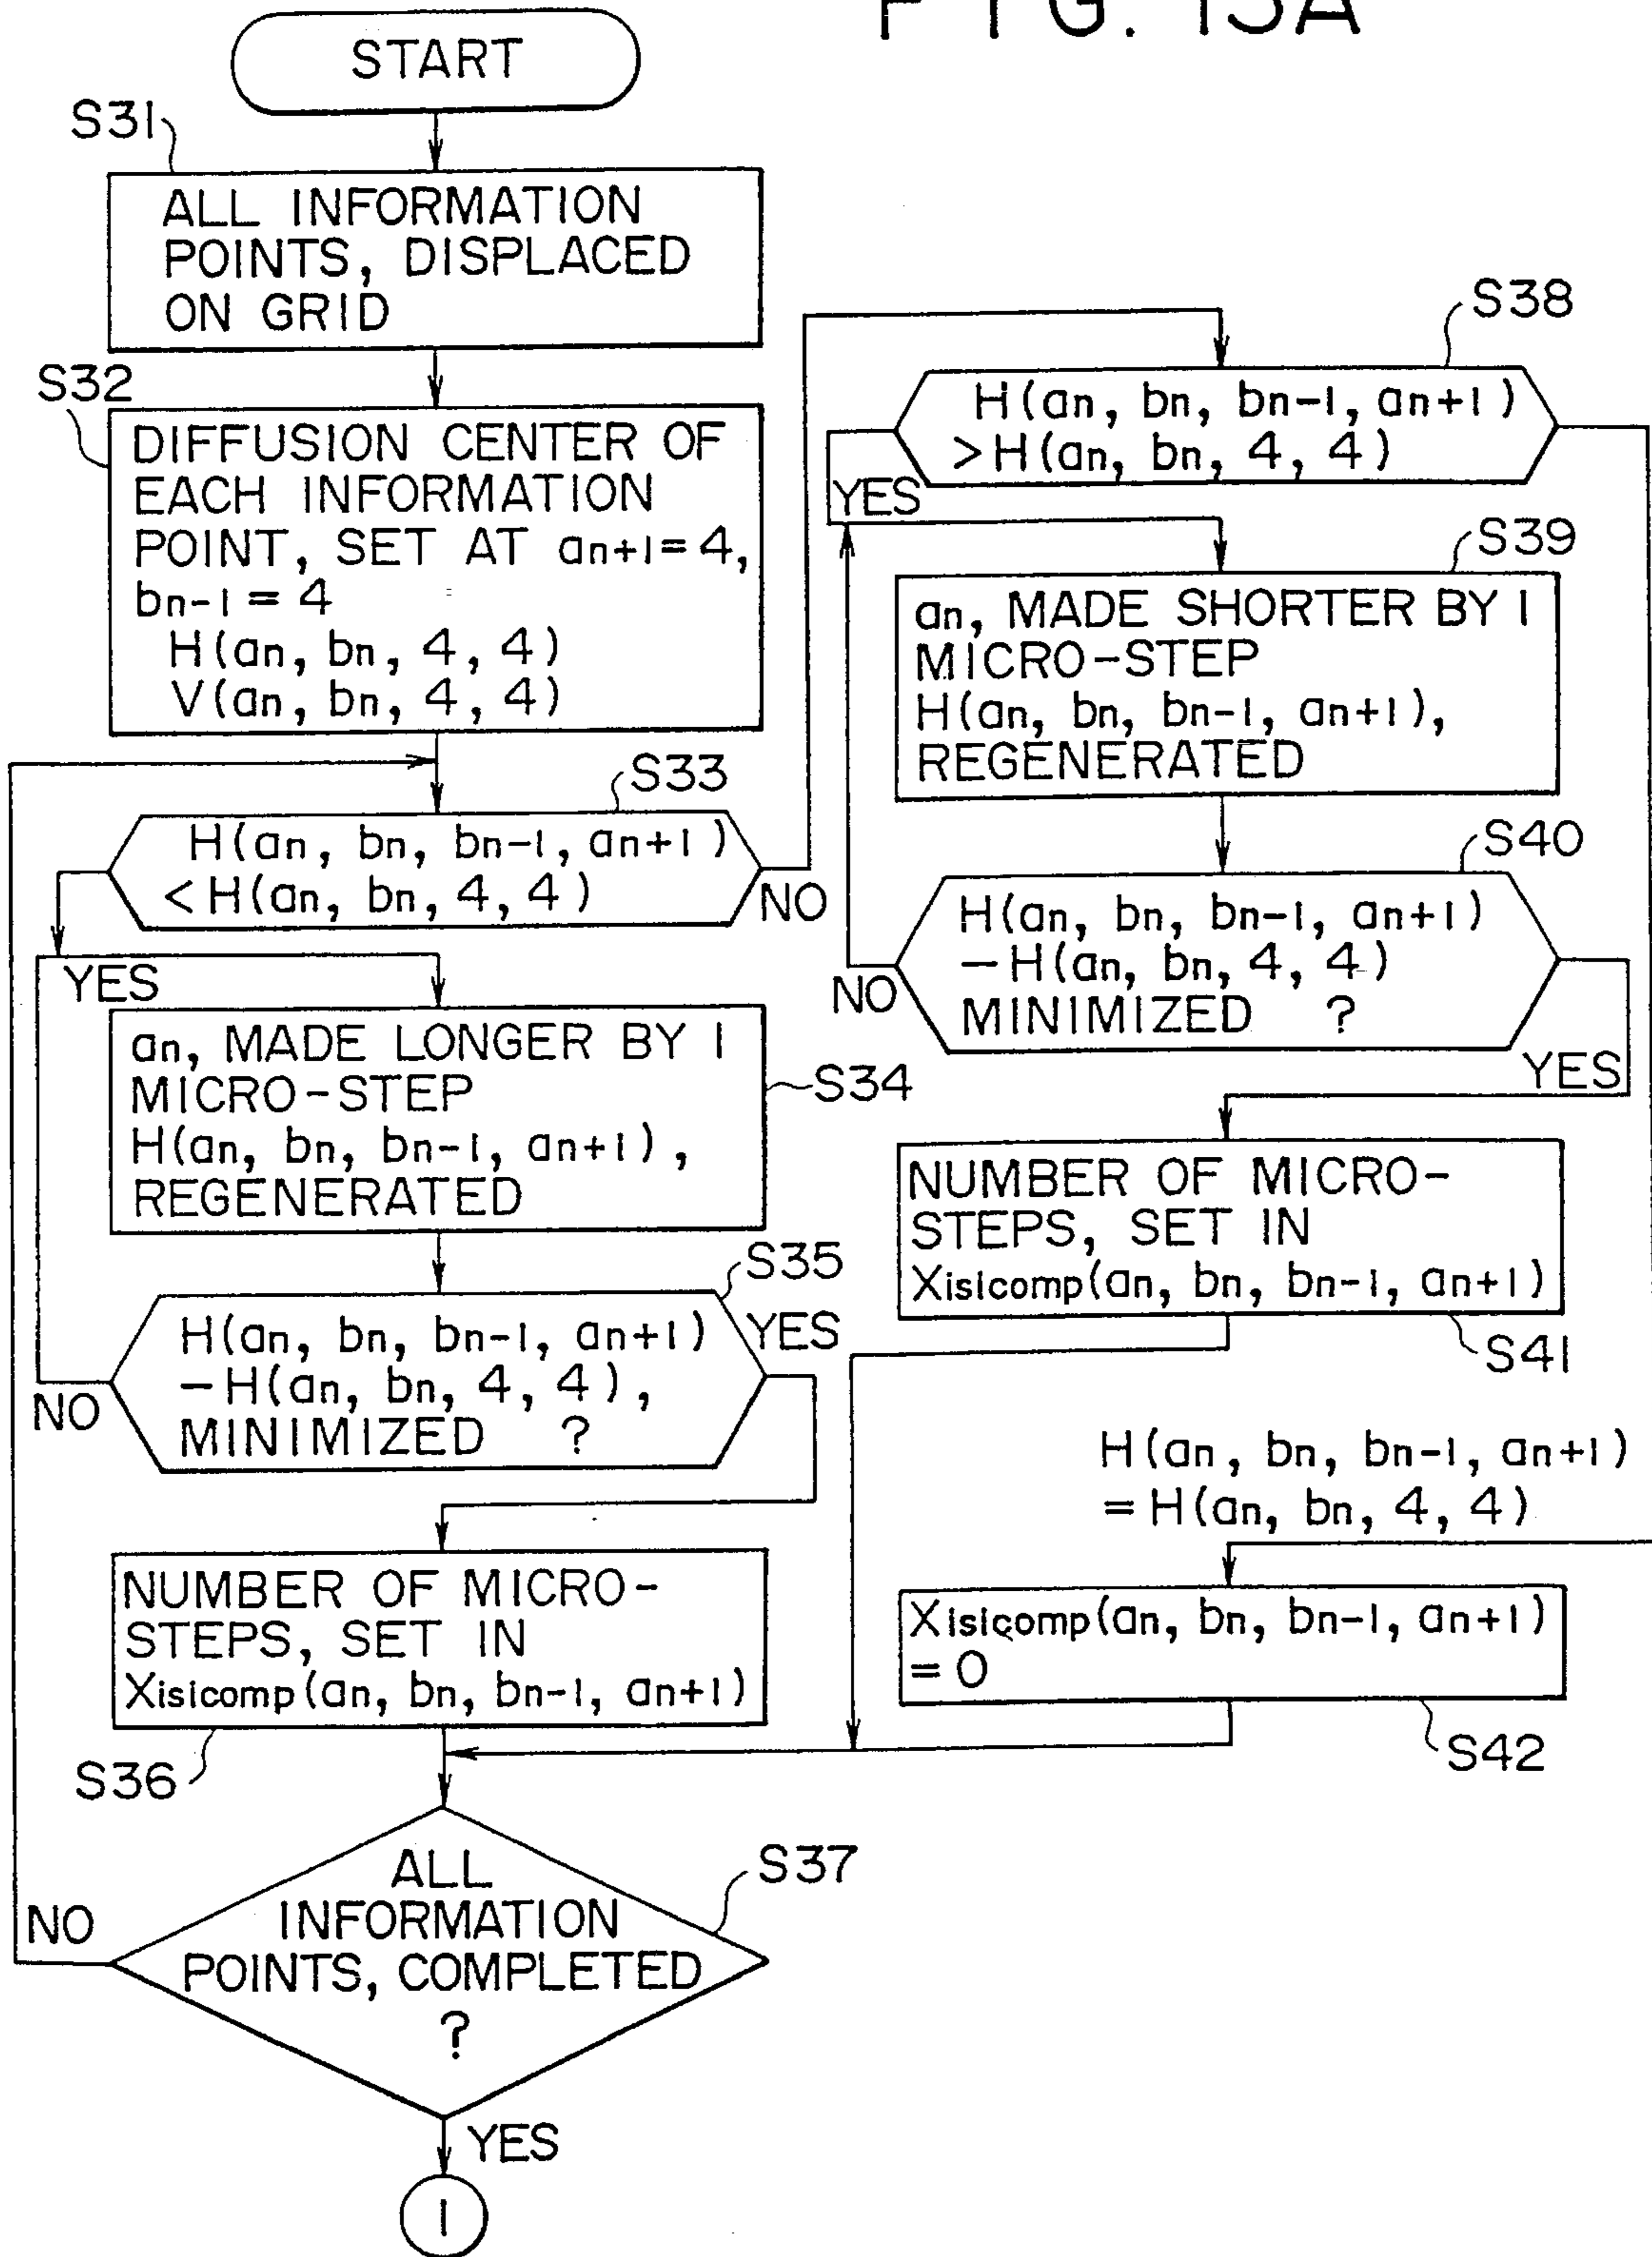 FIG. 15A
START
S31
ALL INFORMATION
POINTS, DISPLACED
ON GRID
S32
DIFFUSION CENTER OF
EACH INFORMATION
POINT, SET AT an+1=4,
bn-1=4
H(an, bn, 4, 4)
V(an, bn, 4, 4)
S33
H(an, bn, bn-1, an+1)
<H(an, bn, 4, 4)
NO
YES
an, MADE LONGER BY 1
MICRO-STEP
H(an, bn, bn-1, an+1),
REGENERATED
S34
S35
H(an, bn, bn-1, an+1)
-H(an, bn, 4, 4),
MINIMIZED ?
YES
NO
NUMBER OF MICRO-
STEPS, SET IN
Xisicomp(an, bn, bn-1, an+1)
S36
S37
ALL
INFORMATION
POINTS, COMPLETED
?
NO
YES
1
S38
H(an, bn, bn-1, an+1)
>H(an, bn, 4, 4)
YES
S39
an, MADE SHORTER BY 1
MICRO-STEP
H(an, bn, bn-1, an+1),
REGENERATED
S40
H(an, bn, bn-1, an+1)
-H(an, bn, 4, 4)
MINIMIZED ?
NO
YES
NUMBER OF MICRO-
STEPS, SET IN
Xisicomp(an, bn, bn-1, an+1)
S41
H(an, bn, bn-1, an+1)
=H(an, bn, 4, 4)
Xisicomp(an, bn, bn-1, an+1)
=0
S42